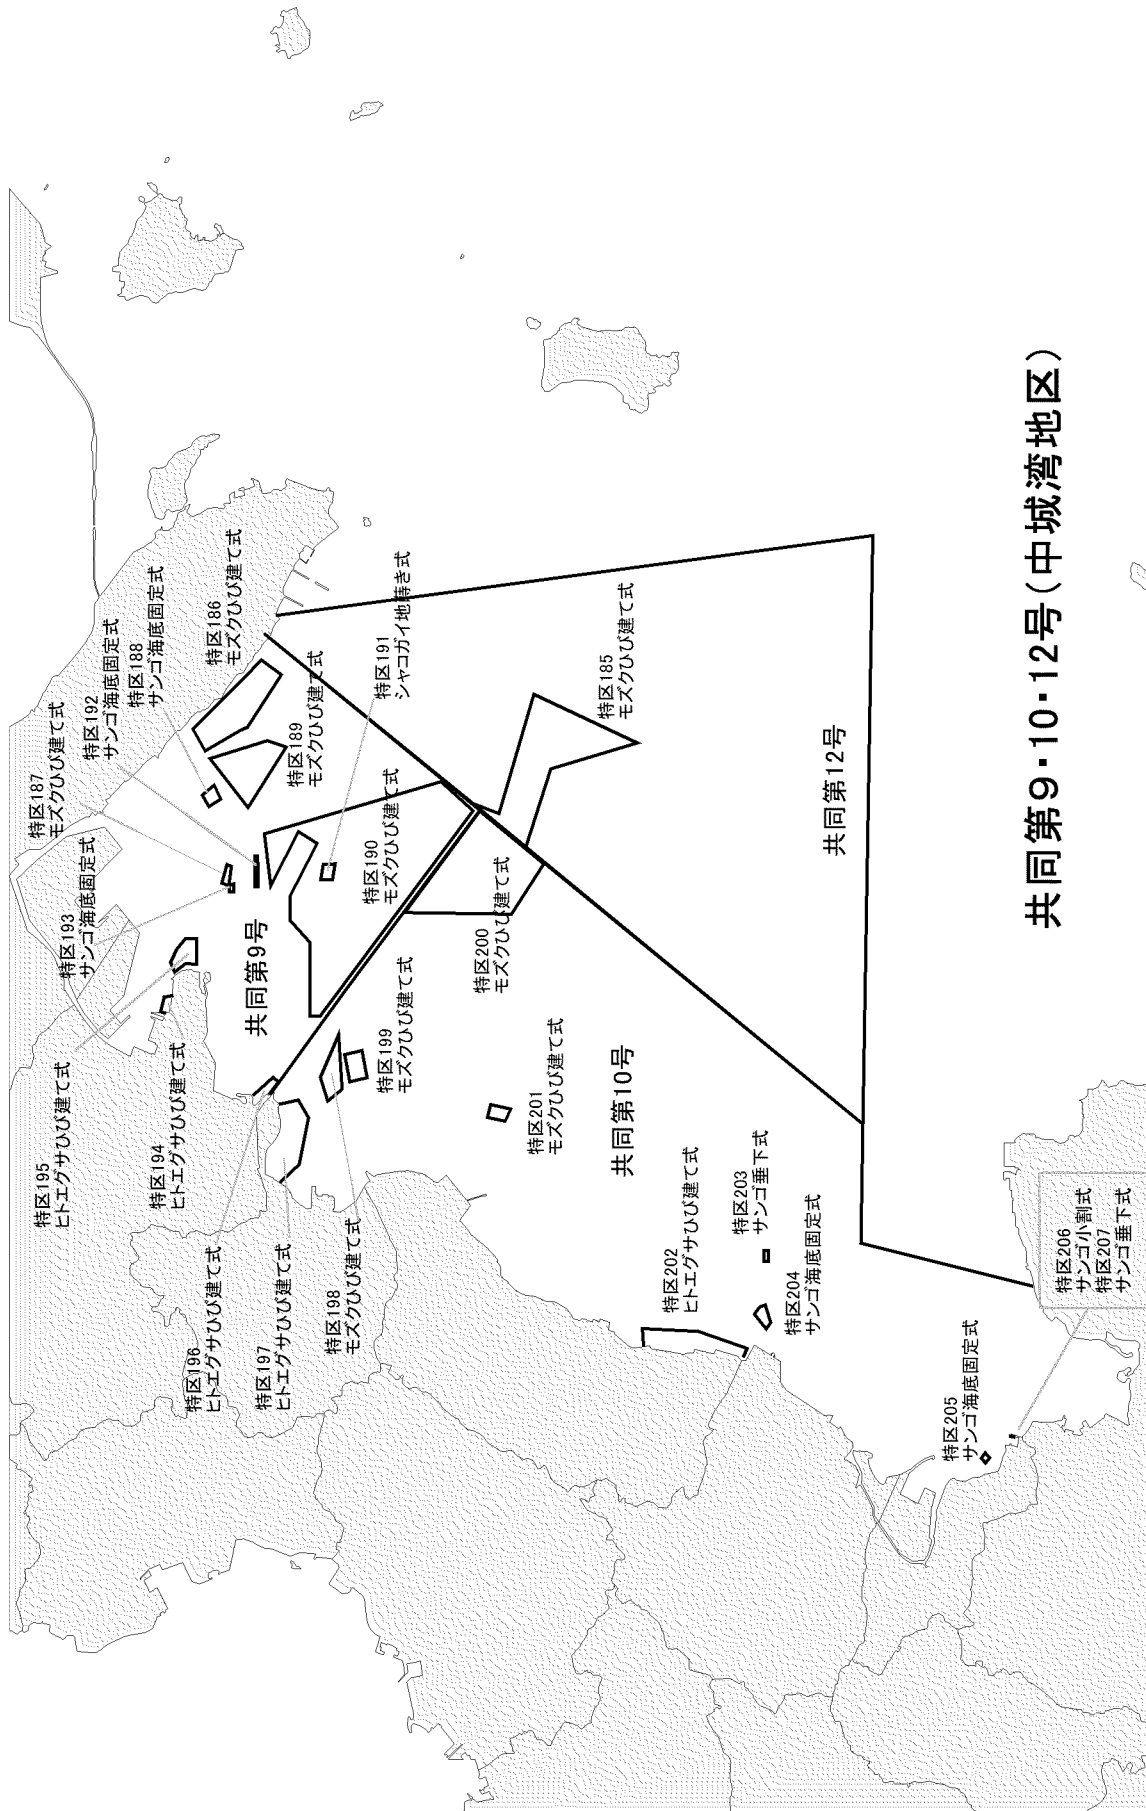 特区187
モズクひび建て式
特区192
サンゴ海底固定式
特区188
サンゴ海底固定式
特区186
モズクひび建て式
特区193
サンゴ海底固定式
特区189
モズクひび建て式
特区191
シャコガイ地蒔き式
特区185
モズクひび建て式
特区190
モズクひび建て式
共同第9号
特区200
モズクひび建て式
共同第12号
特区195
ヒトエグサひび建て式
特区194
ヒトエグサひび建て式
特区199
モズクひび建て式
特区201
モズクひび建て式
共同第10号
特区196
ヒトエグサひび建て式
特区197
ヒトエグサひび建て式
特区198
モズクひび建て式
特区202
ヒトエグサひび建て式
特区203
サンゴ垂下式
特区204
サンゴ海底固定式
特区205
サンゴ海底固定式
特区206
サンゴ小割式
特区207
サンゴ垂下式
共同第9・10・12号(中城湾地区)